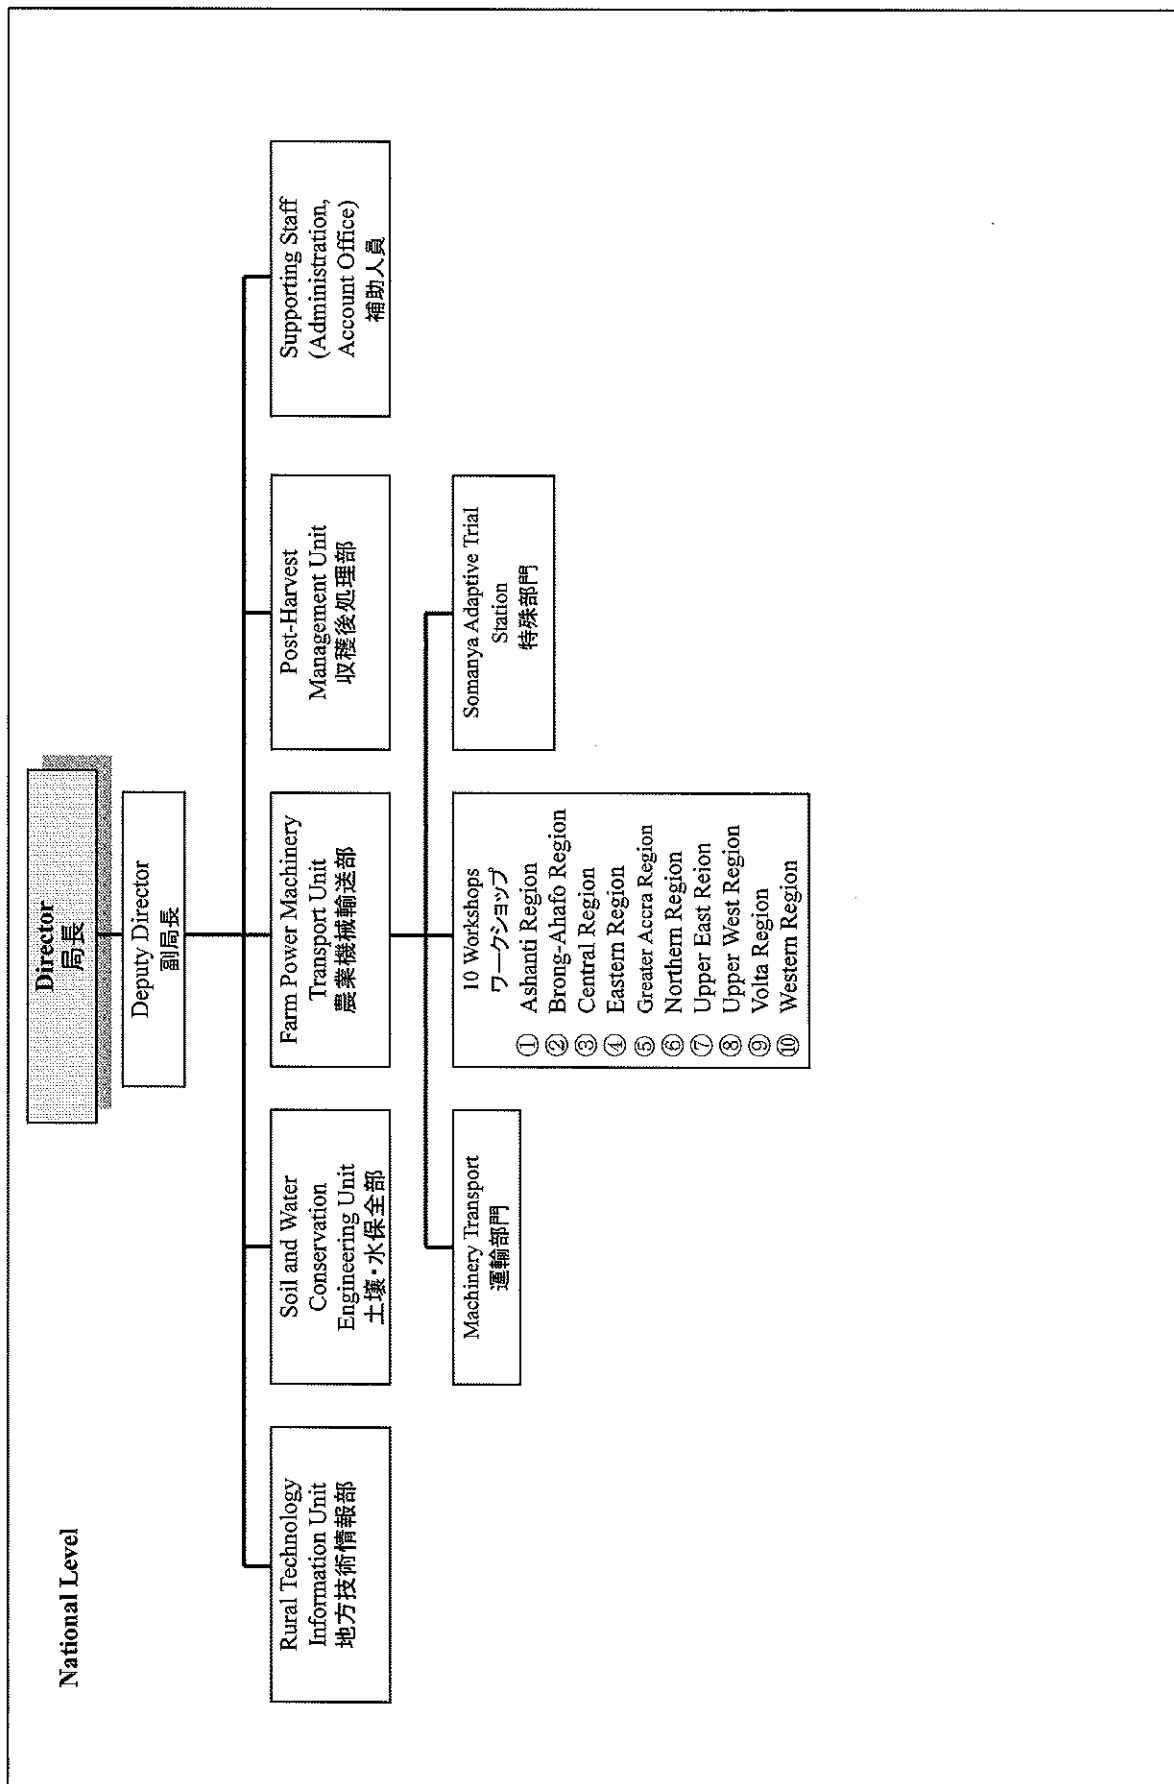 National Level
Director
局長
Deputy Director
副局長
Rural Technology
Information Unit
地方技術情報部
Soil and Water
Conservation
Engineering Unit
土壌・水保全部
Farm Power Machinery
Transport Unit
農業機械輸送部
Post-Harvest
Management Unit
収穫後処理部
Supporting Staff
(Administration,
Account Office)
補助人員
Machinery Transport
運輸部門
10 Workshops
ワークショップ
① Ashanti Region
② Brong-Ahafo Region
③ Central Region
④ Eastern Region
⑤ Greater Accra Region
⑥ Northern Region
⑦ Upper East Reion
⑧ Upper West Region
⑨ Volta Region
⑩ Western Region
Somanya Adaptive Trial
Station
特殊部門